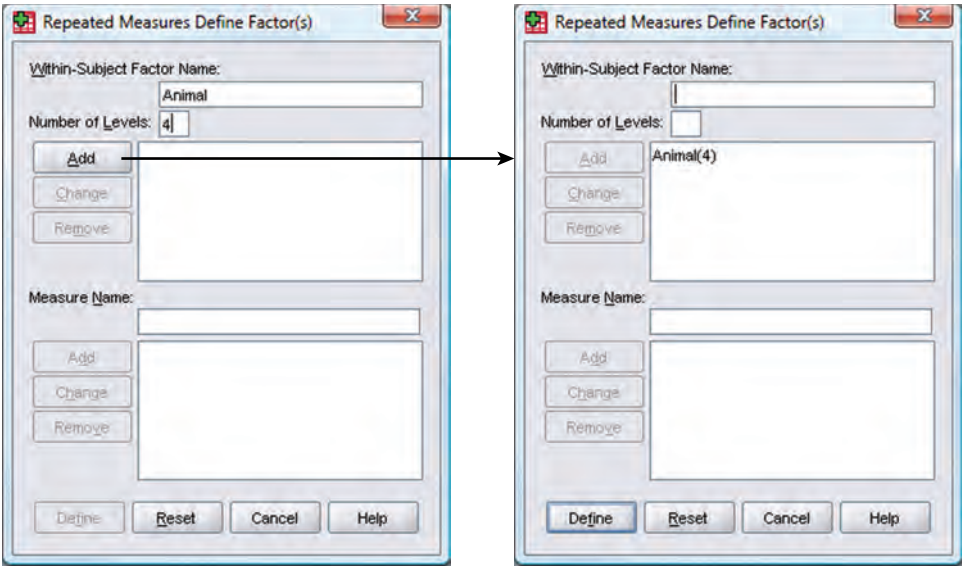 Repeated Measures Define Factor(s)
Within-Subject Factor Name:
Animal
Number of Levels: 4
Add
Change
Remove
Measure Name:
Add
Change
Remove
Define Reset Cancel Help
Repeated Measures Define Factor(s)
Within-Subject Factor Name:
Number of Levels:
Add Animal(4)
Change
Remove
Measure Name:
Add
Change
Remove
Define Reset Cancel Help